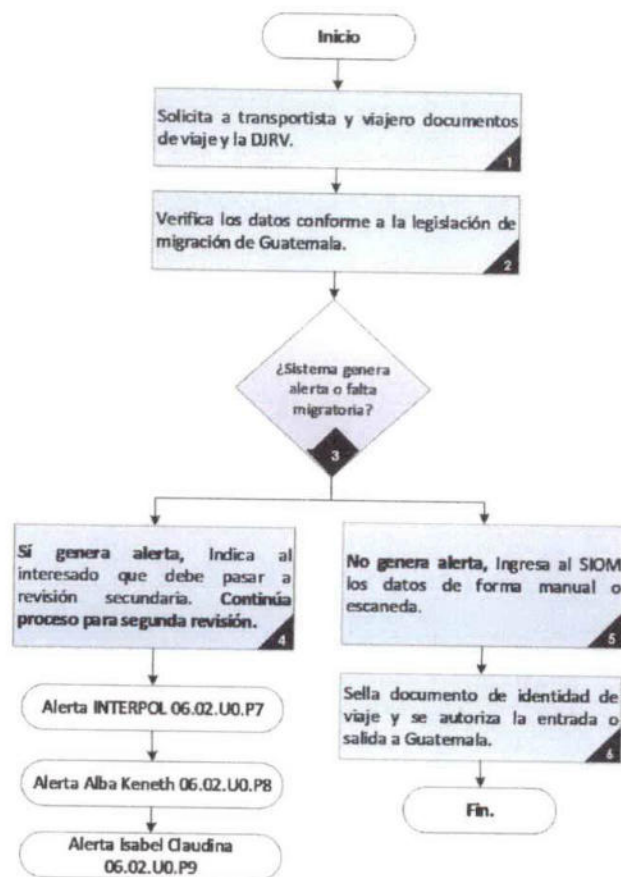 Inicio
Solicita a transportista y viajero documentos
de viaje y la DJRV.
1
Verifica los datos conforme a la legislación de
migración de Guatemala.
2
¿Sistema genera
alerta o falta
migratoria?
3
Sí genera alerta, Indica al
interesado que debe pasar a
revisión secundaria. Continúa
proceso para segunda revisión.
4
Alerta INTERPOL 06.02.U0.P7
Alerta Alba Keneth 06.02.U0.P8
Alerta Isabel Claudina
06.02.U0.P9
No genera alerta, Ingresa al SIOM
los datos de forma manual o
escaneda.
5
Sella documento de identidad de
viaje y se autoriza la entrada o
salida a Guatemala.
6
Fin.